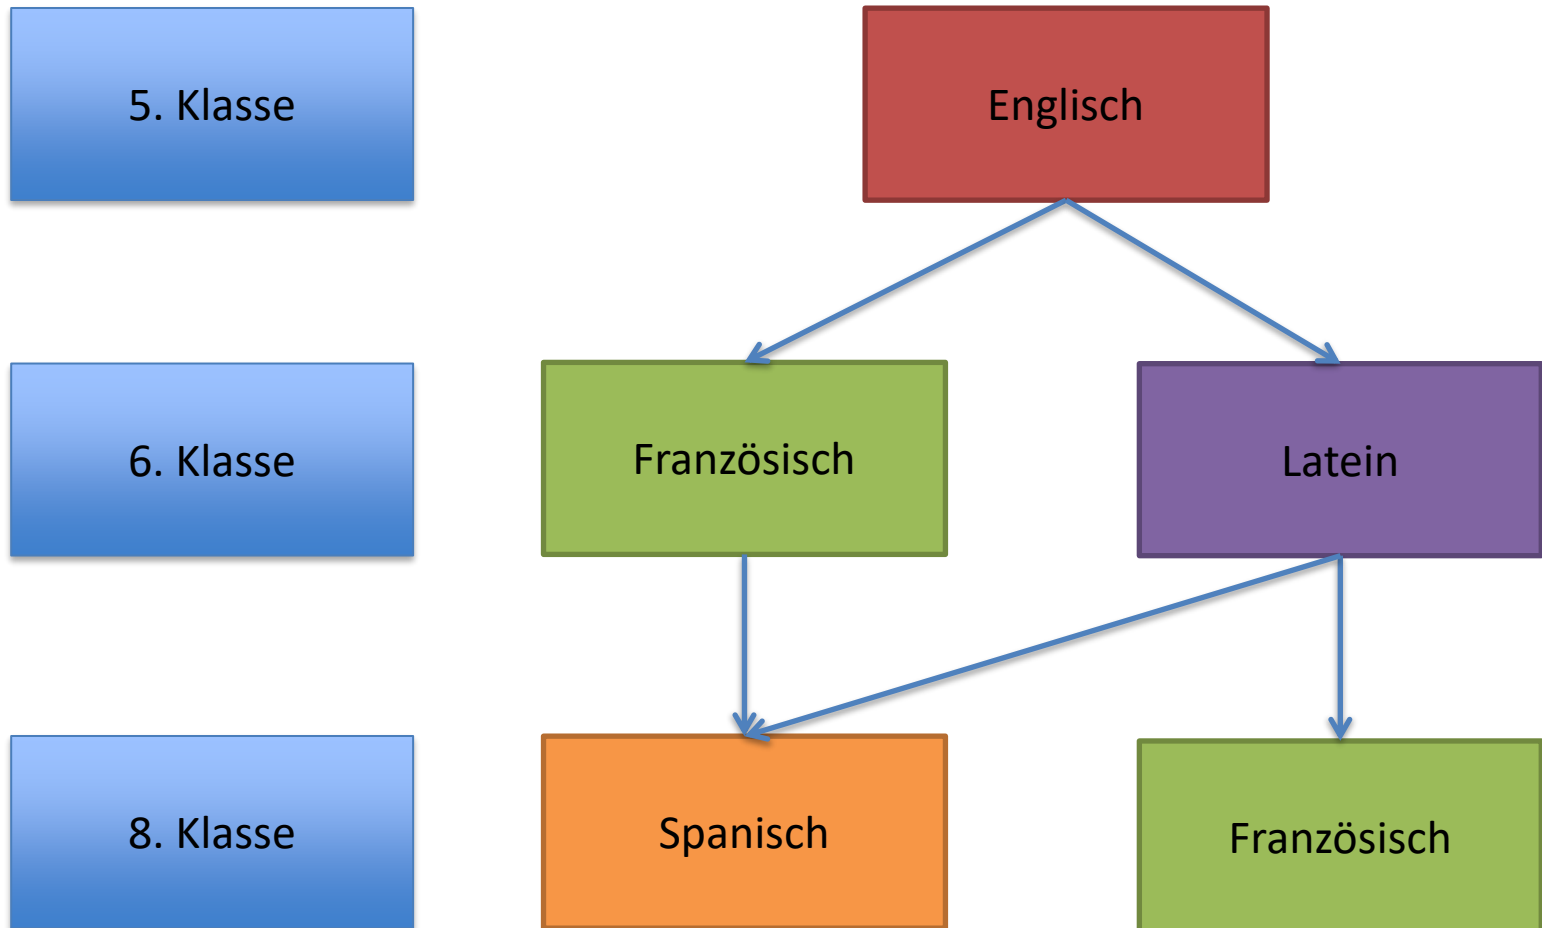 5. Klasse
Englisch
6. Klasse
Französisch
Latein
8. Klasse
Spanisch
Französisch